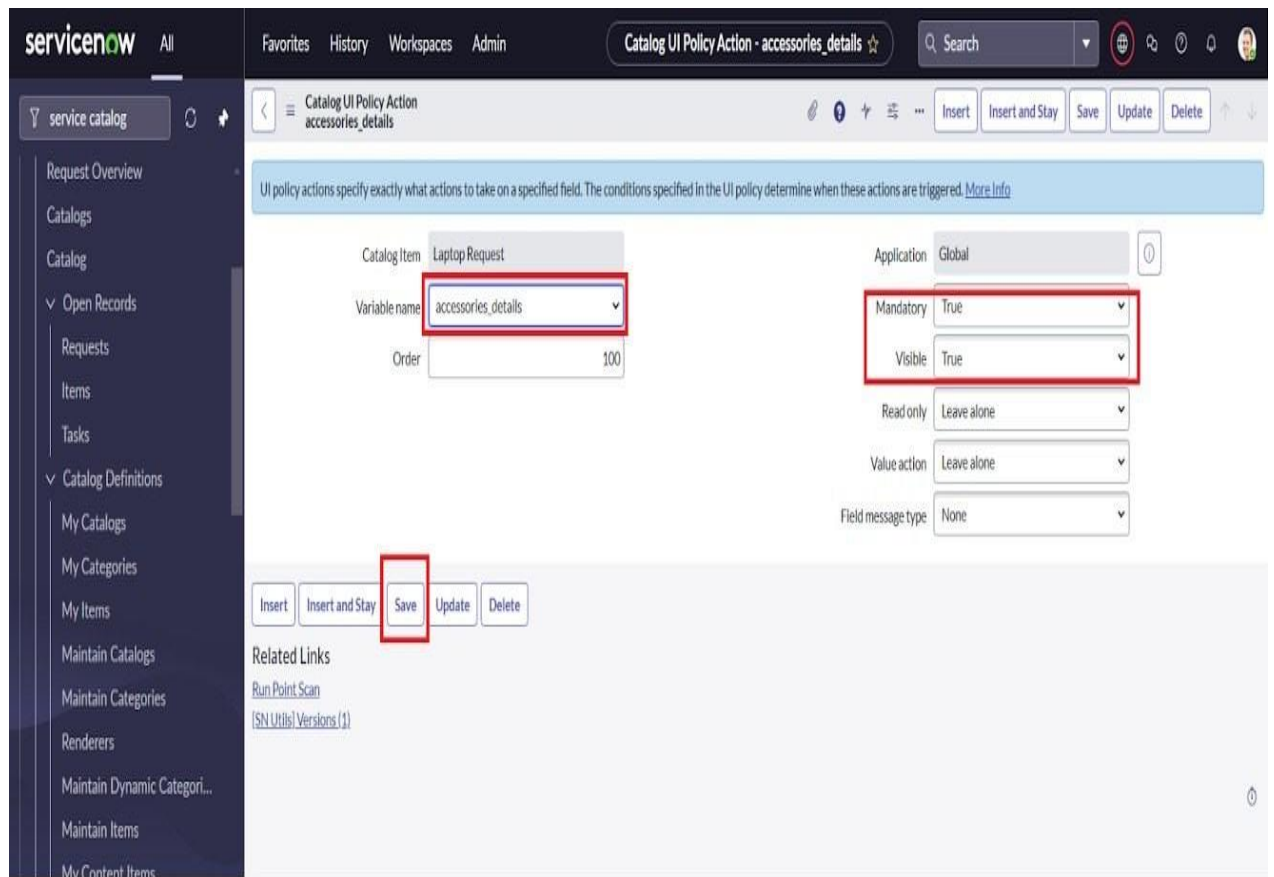 servicenow All Favorites History Workspaces Admin Catalog UI Policy Action - accessories_details Search
service catalog
Request Overview
Catalogs
Catalog
Open Records
Requests
Items
Tasks
Catalog Definitions
My Catalogs
My Categories
My Items
Maintain Catalogs
Maintain Categories
Renderers
Maintain Dynamic Categori...
Maintain Items
My Content Items
Catalog UI Policy Action
accessories_details
Insert Insert and Stay Save Update Delete
UI policy actions specify exactly what actions to take on a specified field. The conditions specified in the UI policy determine when these actions are triggered. More Info
Catalog Item Laptop Request
Variable name accessories_details
Order 100
Application Global
Mandatory True
Visible True
Read only Leave alone
Value action Leave alone
Field message type None
Insert Insert and Stay Save Update Delete
Related Links
Run Point Scan
[SN Utils] Versions (1)